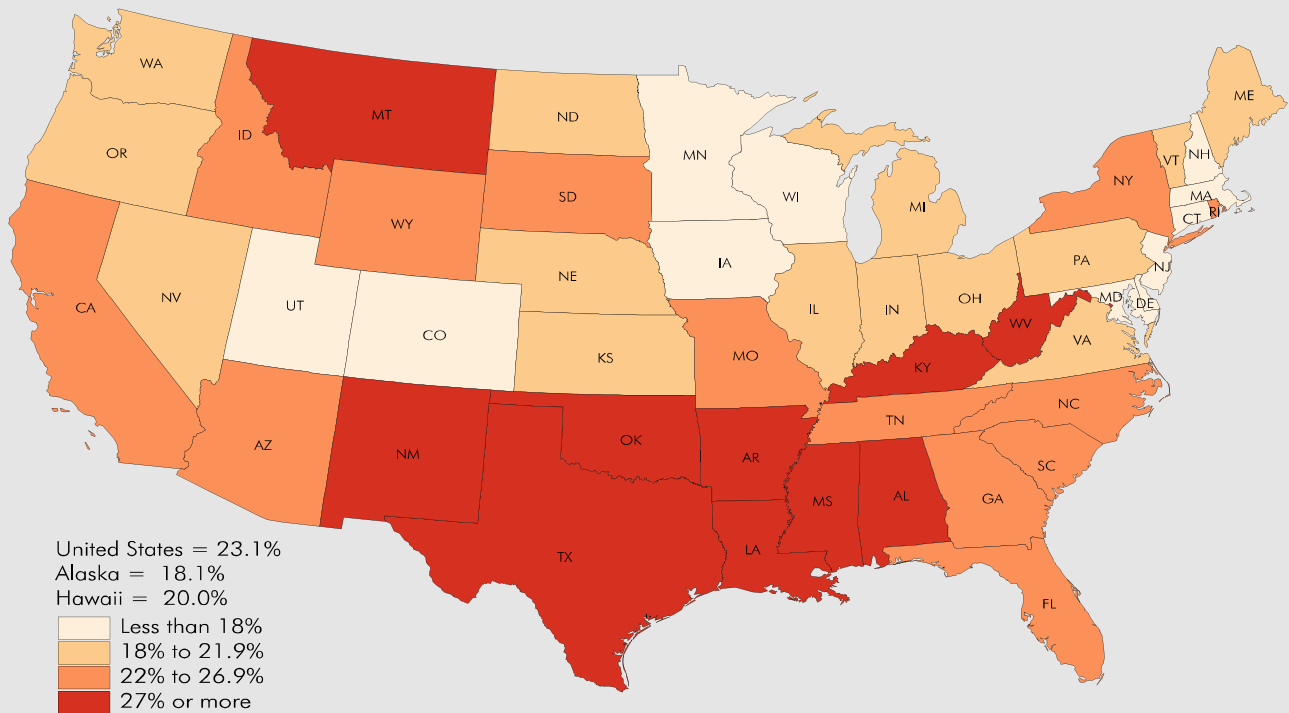 WA
MT
ND
MN
ME
ID
OR
VT
NH
NY
MA
RI
CT
SD
WI
MI
WY
IA
PA
NJ
NE
OH
MD
DE
CA
NV
UT
CO
IL
IN
WV
VA
KS
MO
KY
NC
TN
AZ
NM
OK
AR
SC
GA
MS
AL
TX
LA
FL
United States = 23.1%
Alaska = 18.1%
Hawaii = 20.0%
Less than 18%
18% to 21.9%
22% to 26.9%
27% or more